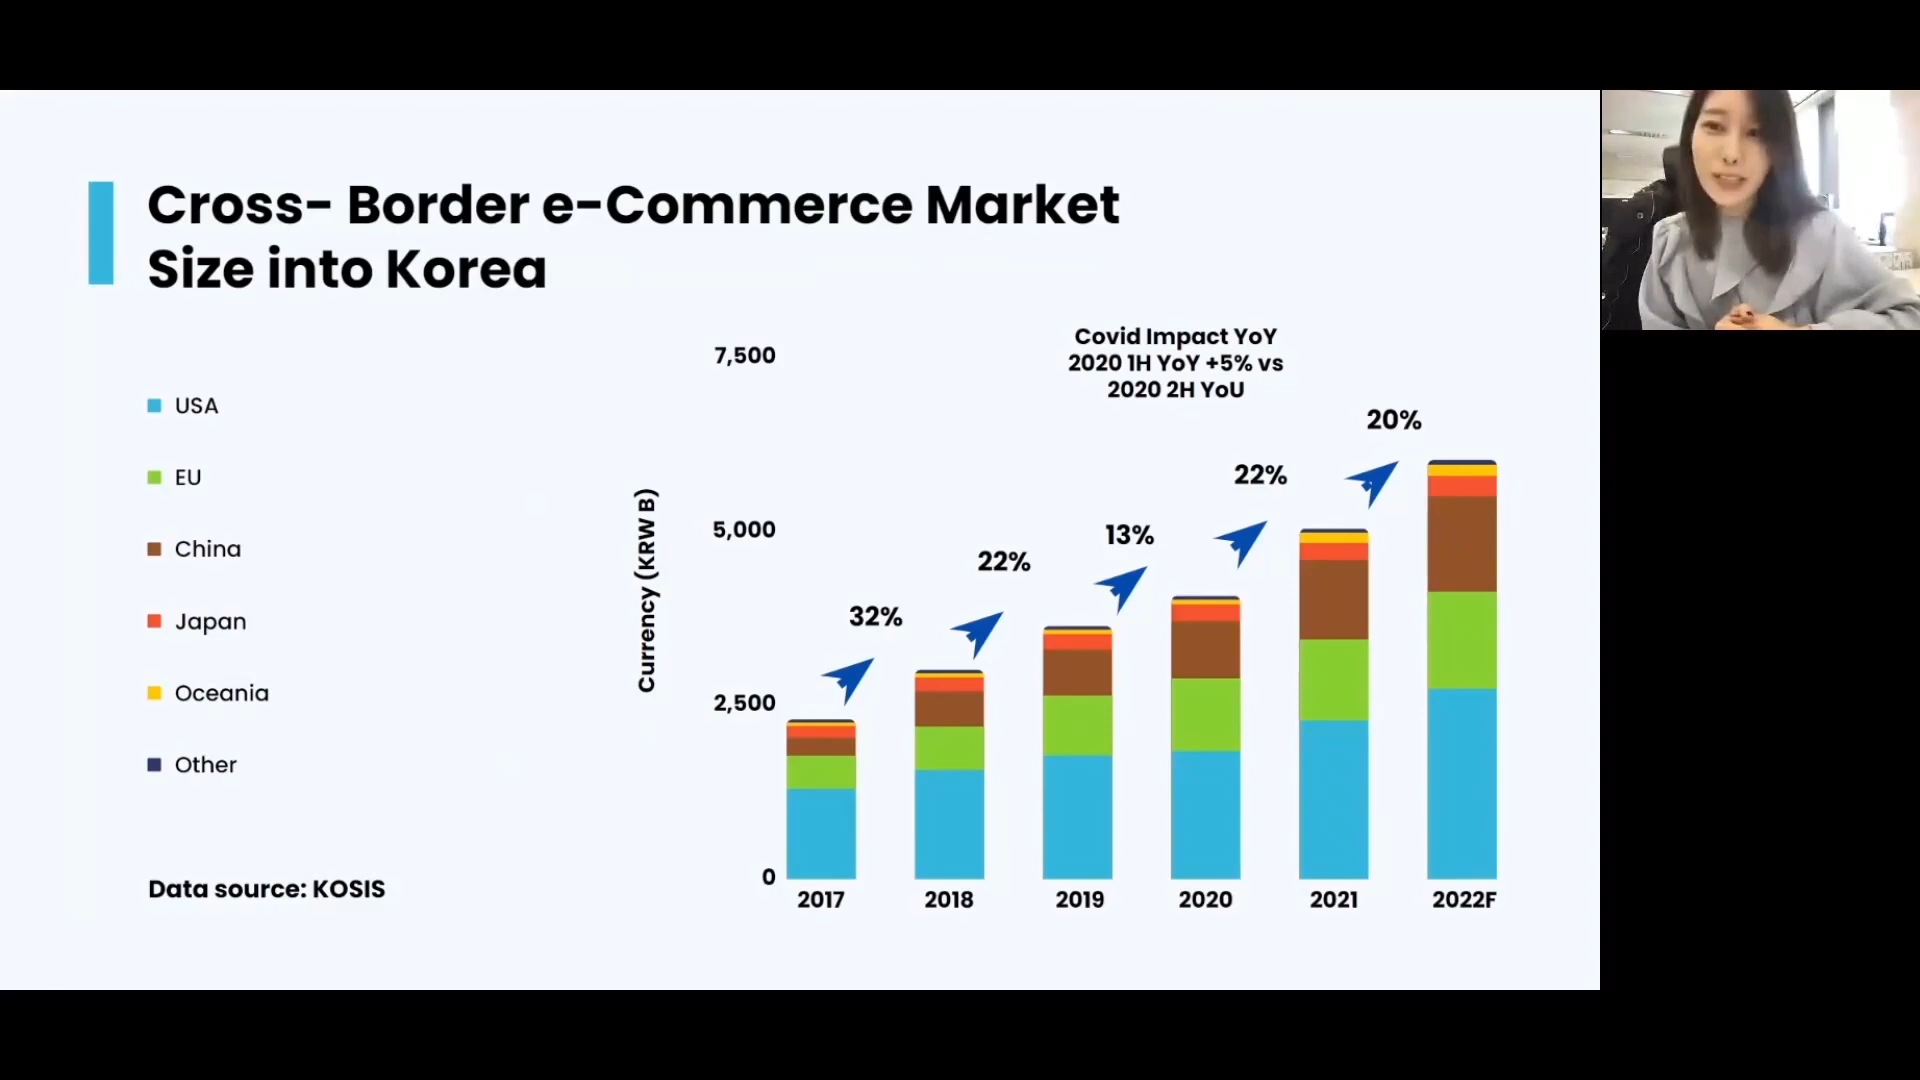 Cross- Border e-Commerce Market
Size into Korea
USA
EU
China
Japan
Oceania
Other
Data source: KOSIS
Currency (KRW B)
7,500
5,000
2,500
0
Covid Impact YoY
2020 1H YoY +5% vs
2020 2H YoU
32%
22%
13%
22%
20%
2017
2018
2019
2020
2021
2022F